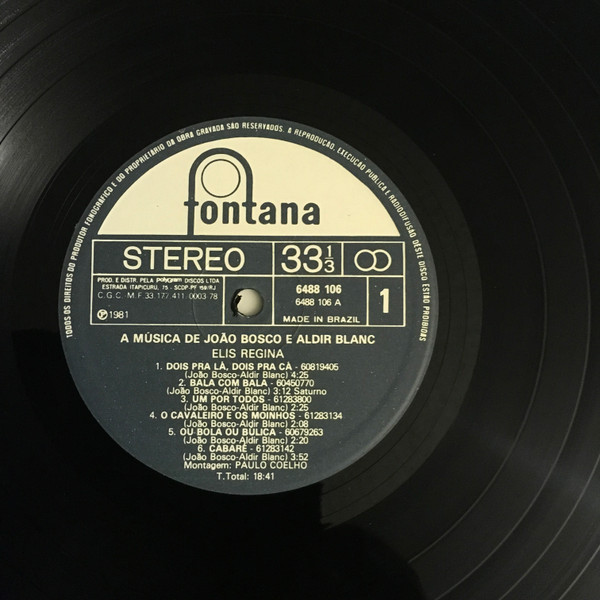 TODOS OS DIREITOS DO PRODUTOR FONOGRÁFICO E DO PROPRIETÁRIO DA OBRA GRAVADA SÃO RESERVADOS. A REPRODUÇÃO, EXECUÇÃO PÚBLICA E RADIODIFUSÃO DESTE DISCO ESTÃO PROIBIDAS
fontana
STEREO 33 1/3
PROD. E DISTR. PELA polygram DISCOS LTDA.
ESTRADA ITAPICURU, 75 - SCDP-PF 159/RJ
C.G.C. M.F. 33.177.411 0003-78
℗ 1981
6488 106
6488 106 A
MADE IN BRAZIL
1
A MÚSICA DE JOÃO BOSCO E ALDIR BLANC
ELIS REGINA
1. DOIS PRA LÀ, DOIS PRA CÀ - 60819405
(João Bosco-Aldir Blanc) 4:25
2. BALA COM BALA - 60450770
(João Bosco-Aldir Blanc) 3:12 Saturno
3. UM POR TODOS - 61283800
(João Bosco-Aldir Blanc) 2:25
4. O CAVALEIRO E OS MOINHOS - 61283134
(João Bosco-Aldir Blanc) 2:08
5. OU BOLA OU BÚLICA - 60679263
(João Bosco-Aldir Blanc) 2:20
6. CABARÉ - 61283142
(João Bosco-Aldir Blanc) 3:52
Montagem: PAULO COELHO
T.Total: 18:41